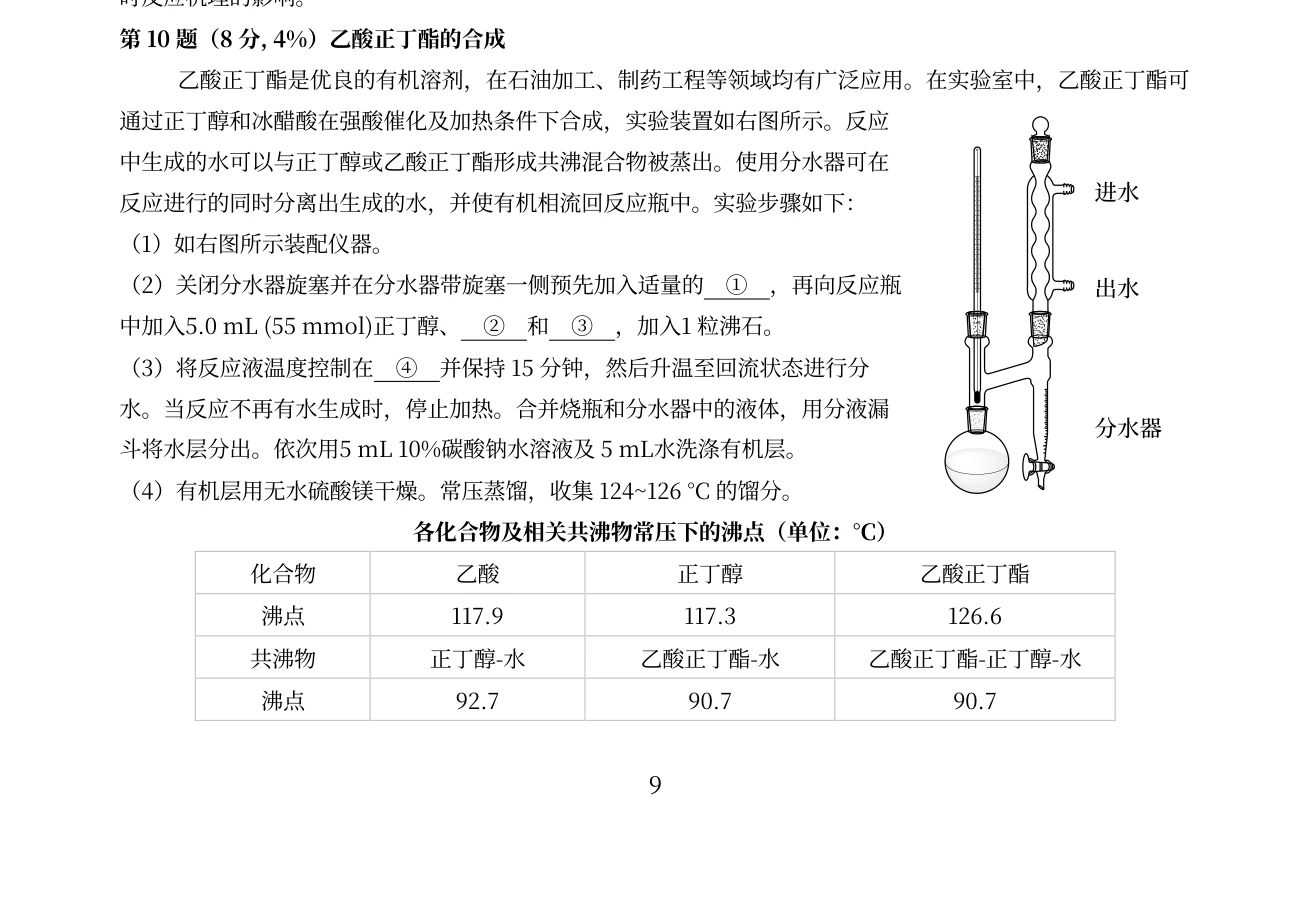 时反应机理的影响。
第 10 题（8 分, 4%）乙酸正丁酯的合成
乙酸正丁酯是优良的有机溶剂，在石油加工、制药工程等领域均有广泛应用。在实验室中，乙酸正丁酯可
通过正丁醇和冰醋酸在强酸催化及加热条件下合成，实验装置如右图所示。反应
中生成的水可以与正丁醇或乙酸正丁酯形成共沸混合物被蒸出。使用分水器可在
反应进行的同时分离出生成的水，并使有机相流回反应瓶中。实验步骤如下：
（1）如右图所示装配仪器。
（2）关闭分水器旋塞并在分水器带旋塞一侧预先加入适量的 ① ，再向反应瓶
中加入5.0 mL (55 mmol)正丁醇、 ② 和 ③ ，加入1 粒沸石。
（3）将反应液温度控制在 ④ 并保持 15 分钟，然后升温至回流状态进行分
水。当反应不再有水生成时，停止加热。合并烧瓶和分水器中的液体，用分液漏
斗将水层分出。依次用5 mL 10%碳酸钠水溶液及 5 mL水洗涤有机层。
（4）有机层用无水硫酸镁干燥。常压蒸馏，收集 124~126 °C 的馏分。
进水
出水
分水器
各化合物及相关共沸物常压下的沸点（单位：°C）
化合物 乙酸 正丁醇 乙酸正丁酯
沸点 117.9 117.3 126.6
共沸物 正丁醇-水 乙酸正丁酯-水 乙酸正丁酯-正丁醇-水
沸点 92.7 90.7 90.7
9